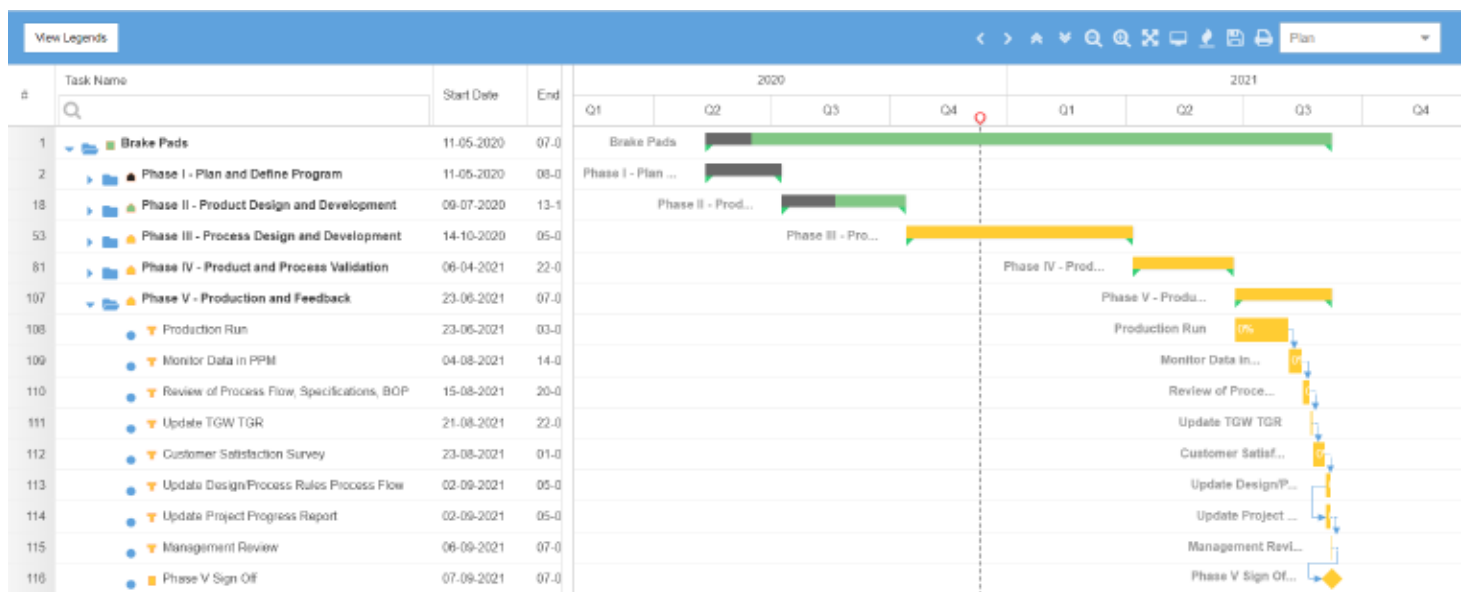 View Legends
Plan
#
Task Name
Start Date
End
2020
2021
Q1
Q2
Q3
Q4
Q1
Q2
Q3
Q4
1 Brake Pads 11-05-2020 07-0 Brake Pads
2 Phase I - Plan and Define Program 11-05-2020 08-0 Phase I - Plan ...
18 Phase II - Product Design and Development 09-07-2020 13-1 Phase II - Prod...
53 Phase III - Process Design and Development 14-10-2020 05-0 Phase III - Pro...
81 Phase IV - Product and Process Validation 06-04-2021 22-0 Phase IV - Prod...
107 Phase V - Production and Feedback 23-06-2021 07-0 Phase V - Produ...
108 Production Run 23-06-2021 03-0 Production Run 0%
109 Monitor Data in PPM 04-08-2021 14-0 Monitor Data in...
110 Review of Process Flow, Specifications, BOP 15-08-2021 20-0 Review of Proce...
111 Update TGW TGR 21-08-2021 22-0 Update TGW TGR
112 Customer Satisfaction Survey 23-08-2021 01-0 Customer Satisf...
113 Update Design/Process Rules Process Flow 02-09-2021 05-0 Update Design/P...
114 Update Project Progress Report 02-09-2021 05-0 Update Project ...
115 Management Review 06-09-2021 07-0 Management Revi...
116 Phase V Sign Off 07-09-2021 07-0 Phase V Sign Of...